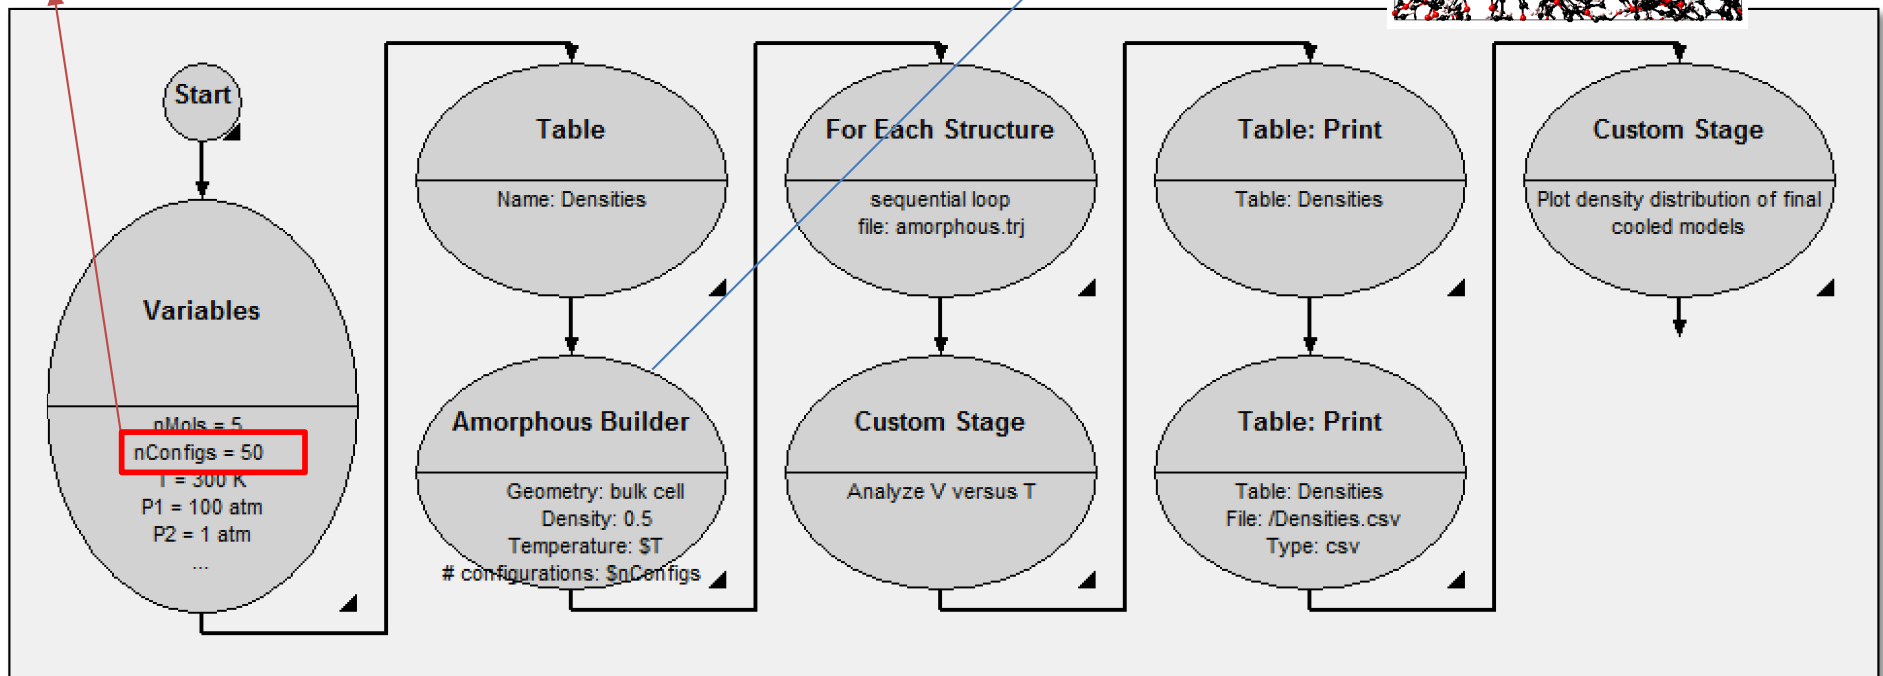 Start
Variables
nMols = 5
nConfigs = 50
T = 300 K
P1 = 100 atm
P2 = 1 atm
...
Table
Name: Densities
Amorphous Builder
Geometry: bulk cell
Density: 0.5
Temperature: $T
# configurations: $nConfigs
For Each Structure
sequential loop
file: amorphous.trj
Custom Stage
Analyze V versus T
Table: Print
Table: Densities
Table: Print
Table: Densities
File: /Densities.csv
Type: csv
Custom Stage
Plot density distribution of final
cooled models